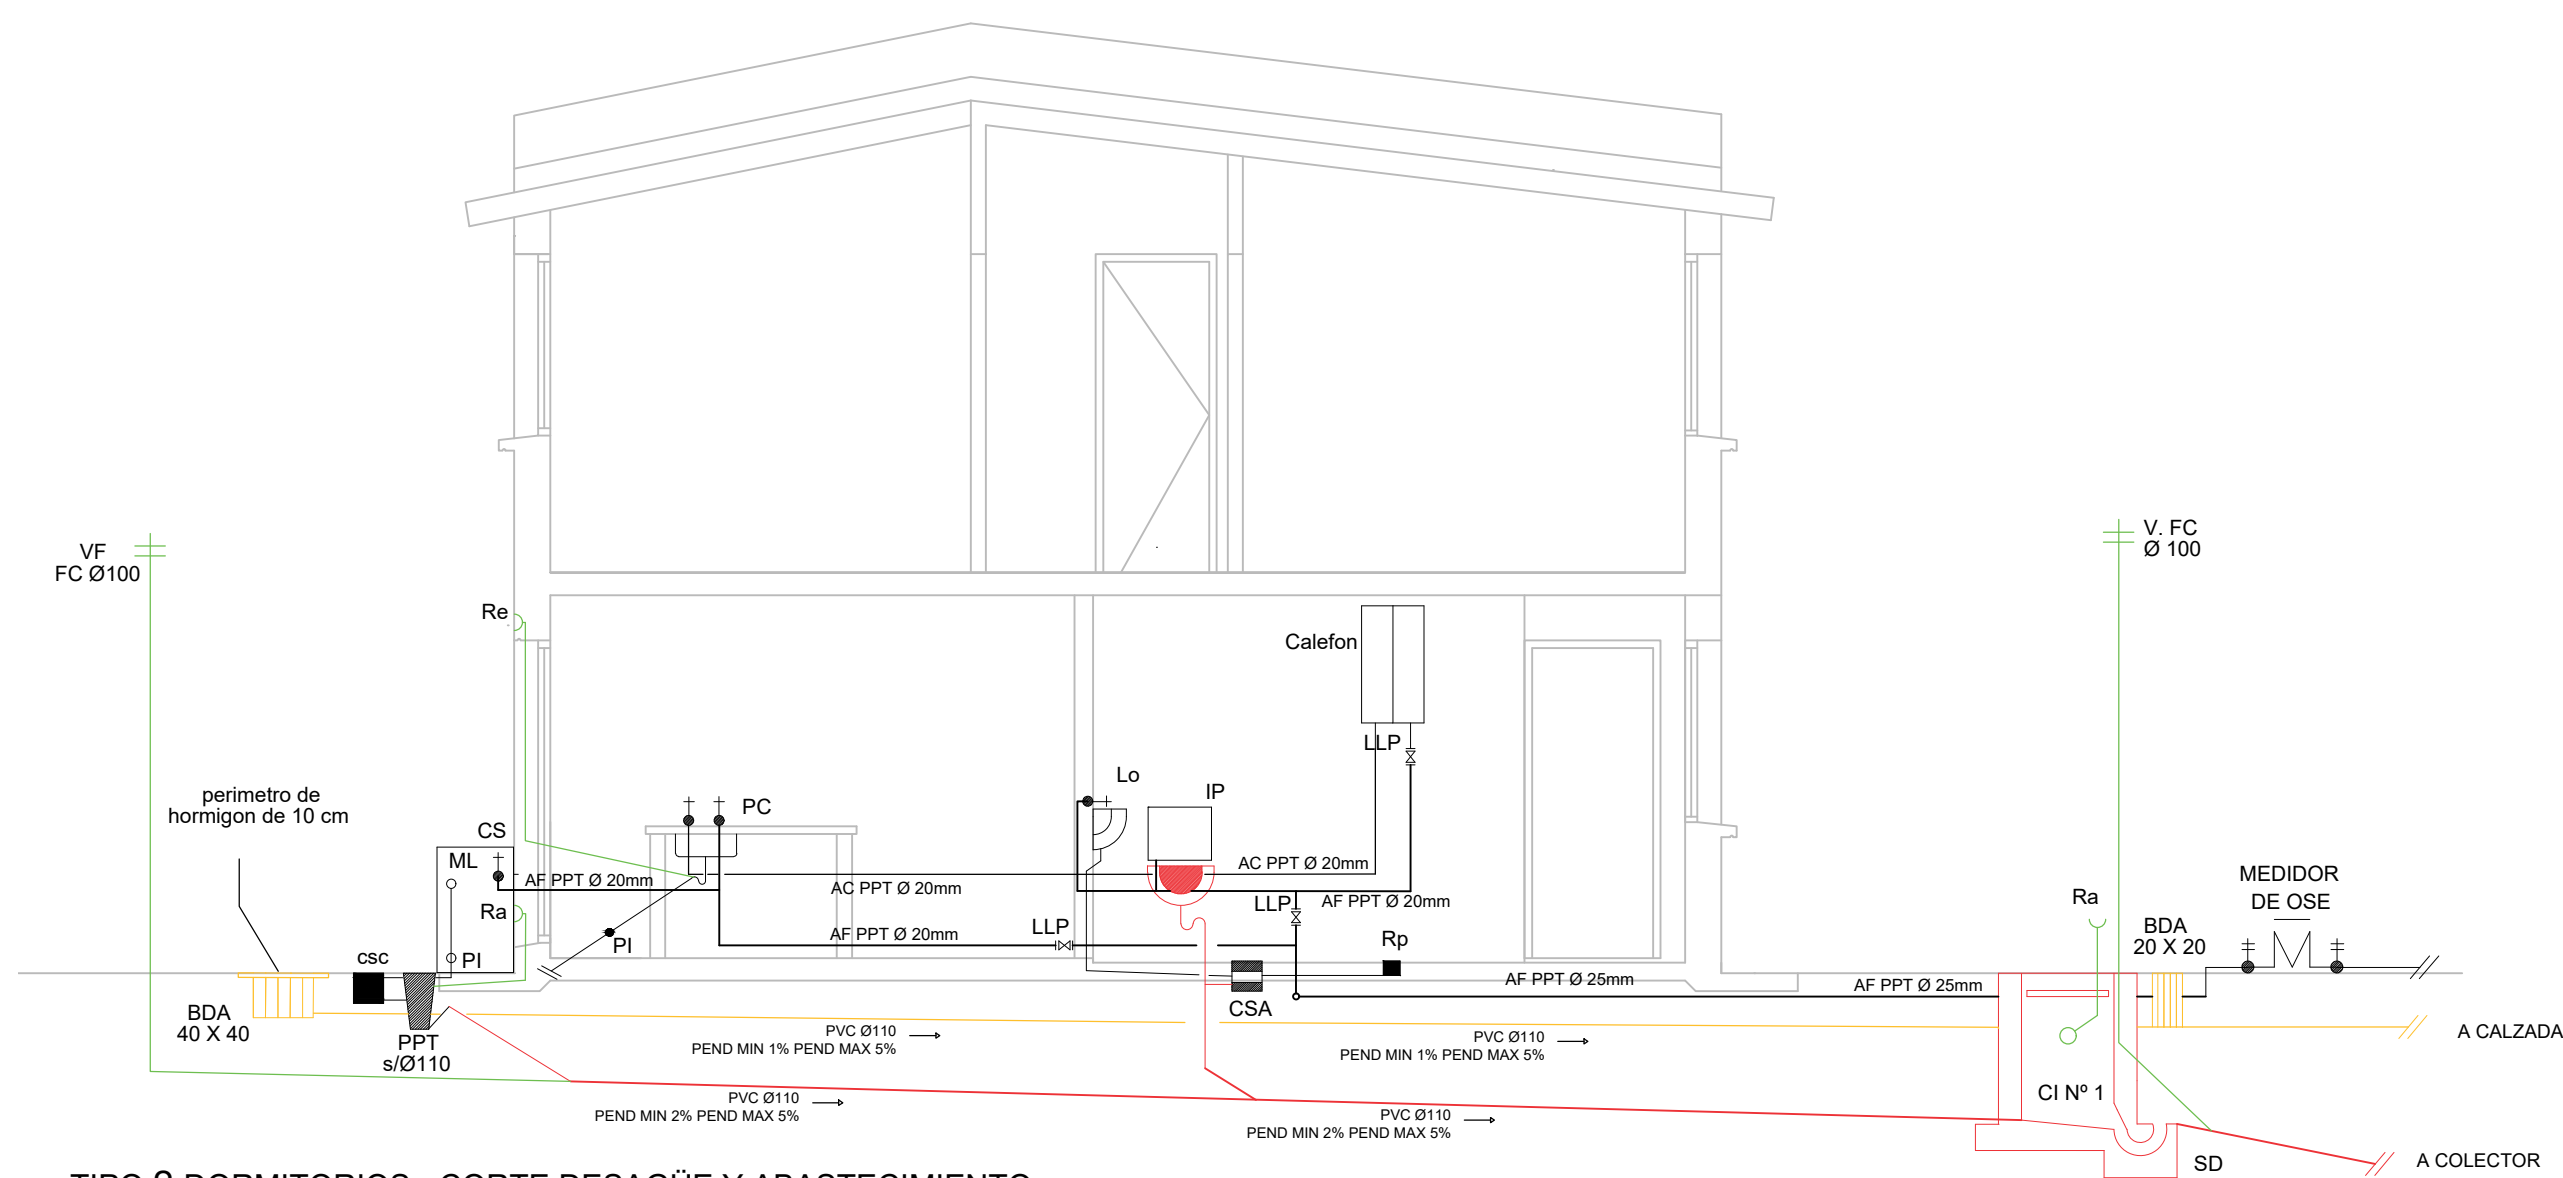 VF
FC Ø100
V. FC
Ø 100
Re
Calefon
LLP
Lo
IP
PC
perimetro de
hormigon de 10 cm
CS
ML
AF PPT Ø 20mm
AC PPT Ø 20mm
AC PPT Ø 20mm
AF PPT Ø 20mm
LLP
MEDIDOR
DE OSE
Ra
Ra
BDA
20 X 20
AF PPT Ø 20mm
LLP
PI
Rp
csc
PI
AF PPT Ø 25mm
AF PPT Ø 25mm
CSA
BDA
40 X 40
PPT
s/Ø110
PVC Ø110
PEND MIN 1% PEND MAX 5%
PVC Ø110
PEND MIN 1% PEND MAX 5%
A CALZADA
CI Nº 1
PVC Ø110
PEND MIN 2% PEND MAX 5%
PVC Ø110
PEND MIN 2% PEND MAX 5%
SD
A COLECTOR